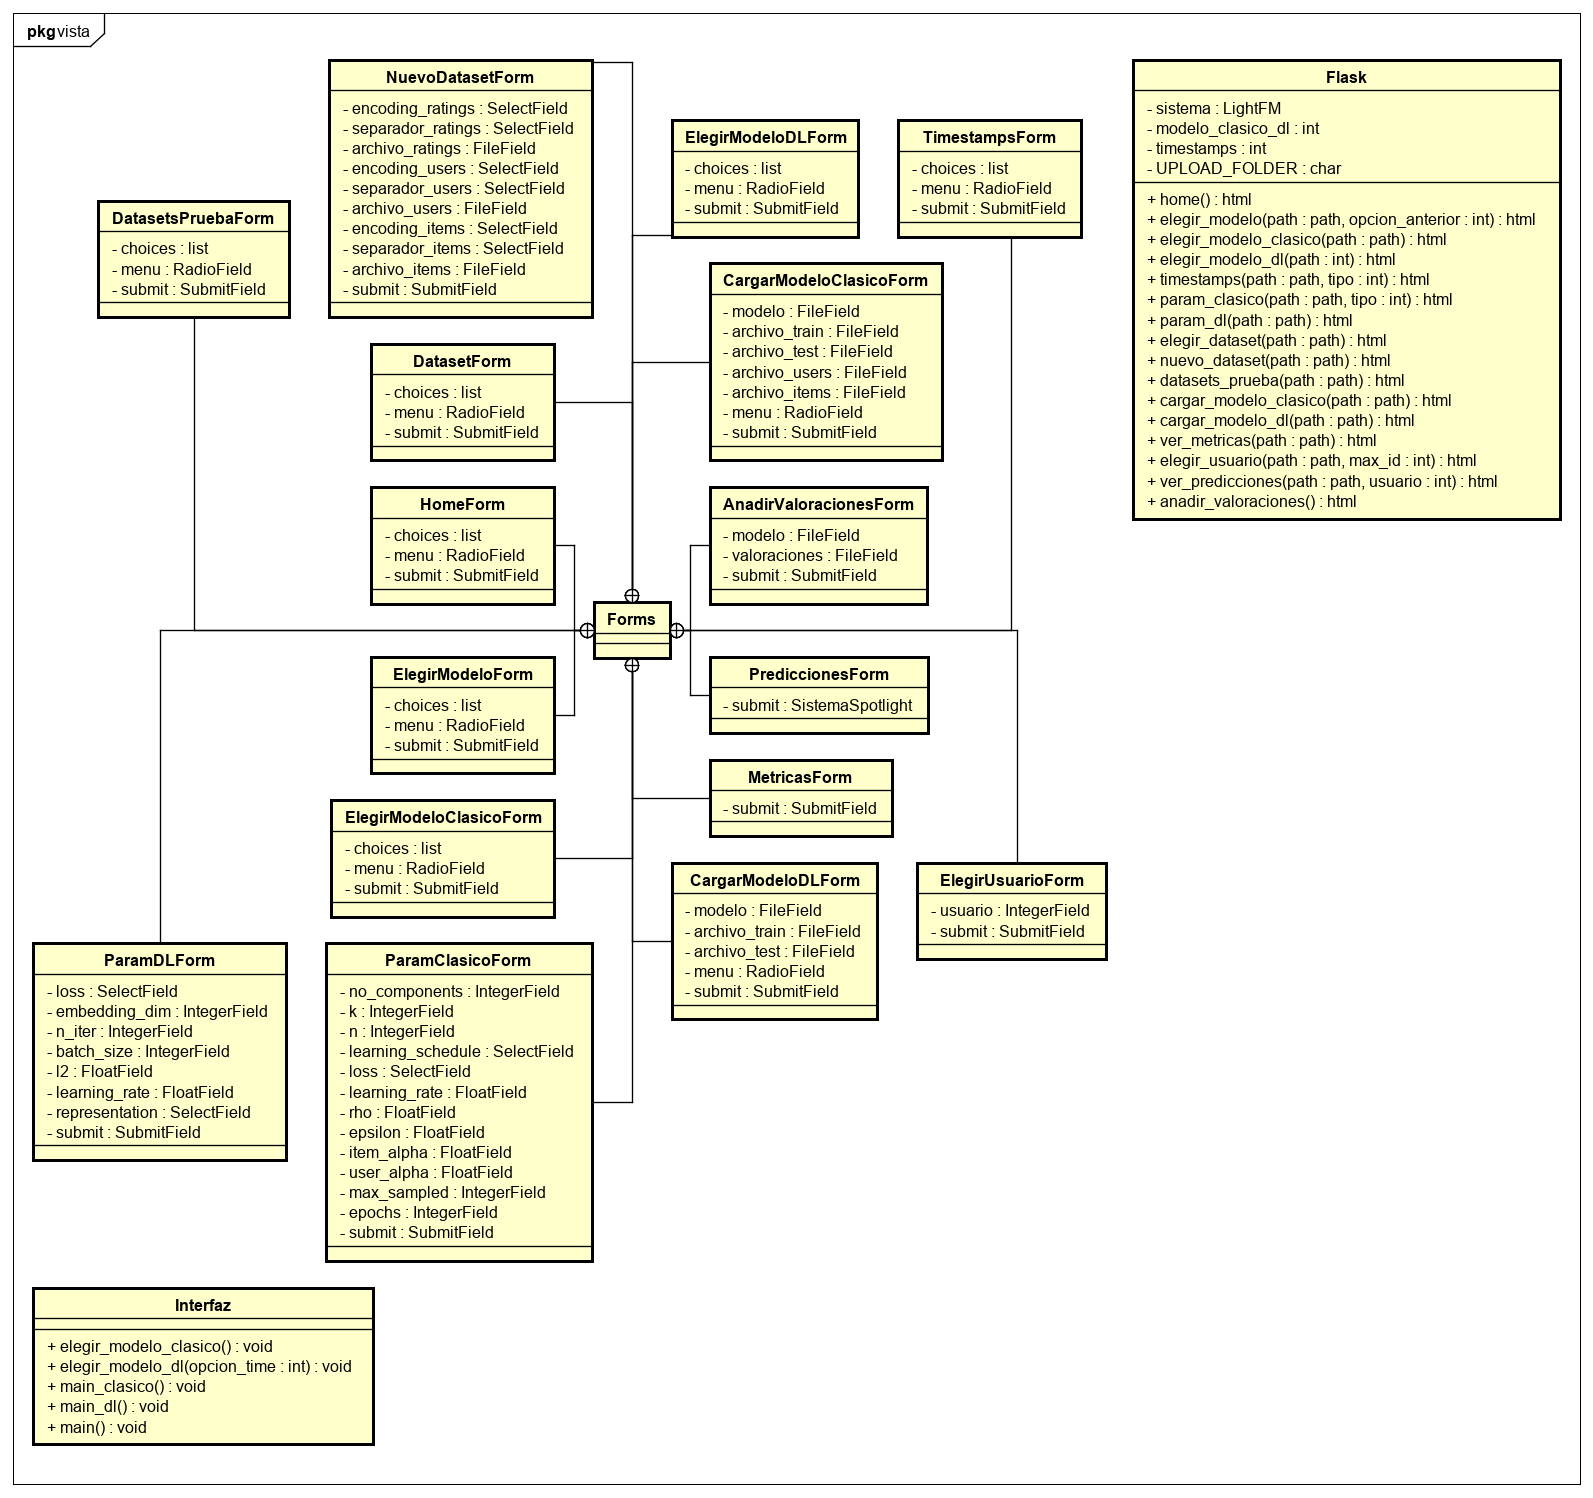 pkg vista
NuevoDatasetForm
- encoding_ratings : SelectField
- separador_ratings : SelectField
- archivo_ratings : FileField
- encoding_users : SelectField
- separador_users : SelectField
- archivo_users : FileField
- encoding_items : SelectField
- separador_items : SelectField
- archivo_items : FileField
- submit : SubmitField
Flask
- sistema : LightFM
- modelo_clasico_dl : int
- timestamps : int
- UPLOAD_FOLDER : char
+ home() : html
+ elegir_modelo(path : path, opcion_anterior : int) : html
+ elegir_modelo_clasico(path : path) : html
+ elegir_modelo_dl(path : int) : html
+ timestamps(path : path, tipo : int) : html
+ param_clasico(path : path, tipo : int) : html
+ param_dl(path : path) : html
+ elegir_dataset(path : path) : html
+ nuevo_dataset(path : path) : html
+ datasets_prueba(path : path) : html
+ cargar_modelo_clasico(path : path) : html
+ cargar_modelo_dl(path : path) : html
+ ver_metricas(path : path) : html
+ elegir_usuario(path : path, max_id : int) : html
+ ver_predicciones(path : path, usuario : int) : html
+ anadir_valoraciones() : html
ElegirModeloDLForm
- choices : list
- menu : RadioField
- submit : SubmitField
TimestampsForm
- choices : list
- menu : RadioField
- submit : SubmitField
DatasetsPruebaForm
- choices : list
- menu : RadioField
- submit : SubmitField
CargarModeloClasicoForm
- modelo : FileField
- archivo_train : FileField
- archivo_test : FileField
- archivo_users : FileField
- archivo_items : FileField
- menu : RadioField
- submit : SubmitField
DatasetForm
- choices : list
- menu : RadioField
- submit : SubmitField
HomeForm
- choices : list
- menu : RadioField
- submit : SubmitField
AnadirValoracionesForm
- modelo : FileField
- valoraciones : FileField
- submit : SubmitField
Forms
ElegirModeloForm
- choices : list
- menu : RadioField
- submit : SubmitField
PrediccionesForm
- submit : SistemaSpotlight
MetricasForm
- submit : SubmitField
ElegirModeloClasicoForm
- choices : list
- menu : RadioField
- submit : SubmitField
CargarModeloDLForm
- modelo : FileField
- archivo_train : FileField
- archivo_test : FileField
- menu : RadioField
- submit : SubmitField
ElegirUsuarioForm
- usuario : IntegerField
- submit : SubmitField
ParamDLForm
- loss : SelectField
- embedding_dim : IntegerField
- n_iter : IntegerField
- batch_size : IntegerField
- l2 : FloatField
- learning_rate : FloatField
- representation : SelectField
- submit : SubmitField
ParamClasicoForm
- no_components : IntegerField
- k : IntegerField
- n : IntegerField
- learning_schedule : SelectField
- loss : SelectField
- learning_rate : FloatField
- rho : FloatField
- epsilon : FloatField
- item_alpha : FloatField
- user_alpha : FloatField
- max_sampled : IntegerField
- epochs : IntegerField
- submit : SubmitField
Interfaz
+ elegir_modelo_clasico() : void
+ elegir_modelo_dl(opcion_time : int) : void
+ main_clasico() : void
+ main_dl() : void
+ main() : void